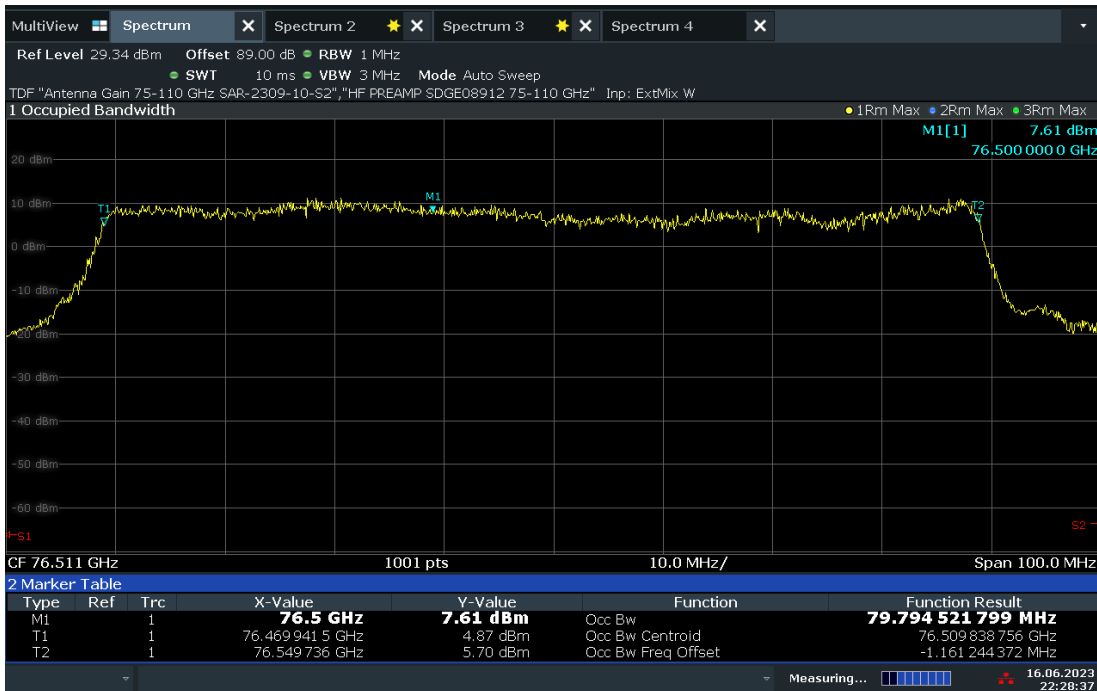 MultiView Spectrum Spectrum 2 Spectrum 3 Spectrum 4
Ref Level 29.34 dBm Offset 89.00 dB RBW 1 MHz
SWT 10 ms VBW 3 MHz Mode Auto Sweep
TDF "Antenna Gain 75-110 GHz SAR-2309-10-S2","HF PREAMP SDGE08912 75-110 GHz" Inp: ExtMix W
1 Occupied Bandwidth 1Rm Max 2Rm Max 3Rm Max
M1[1] 7.61 dBm
76.500 000 0 GHz
20 dBm
M1
10 dBm
T1
T2
0 dBm
-10 dBm
-20 dBm
-30 dBm
-40 dBm
-50 dBm
-60 dBm
S1
S2
CF 76.511 GHz 1001 pts 10.0 MHz/ Span 100.0 MHz
2 Marker Table
Type Ref Trc X-Value Y-Value Function Function Result
M1 1 76.5 GHz 7.61 dBm Occ Bw 79.794 521 799 MHz
T1 1 76.469 941 5 GHz 4.87 dBm Occ Bw Centroid 76.509 838 756 GHz
T2 1 76.549 736 GHz 5.70 dBm Occ Bw Freq Offset -1.161 244 372 MHz
Measuring... 16.06.2023
22:28:37